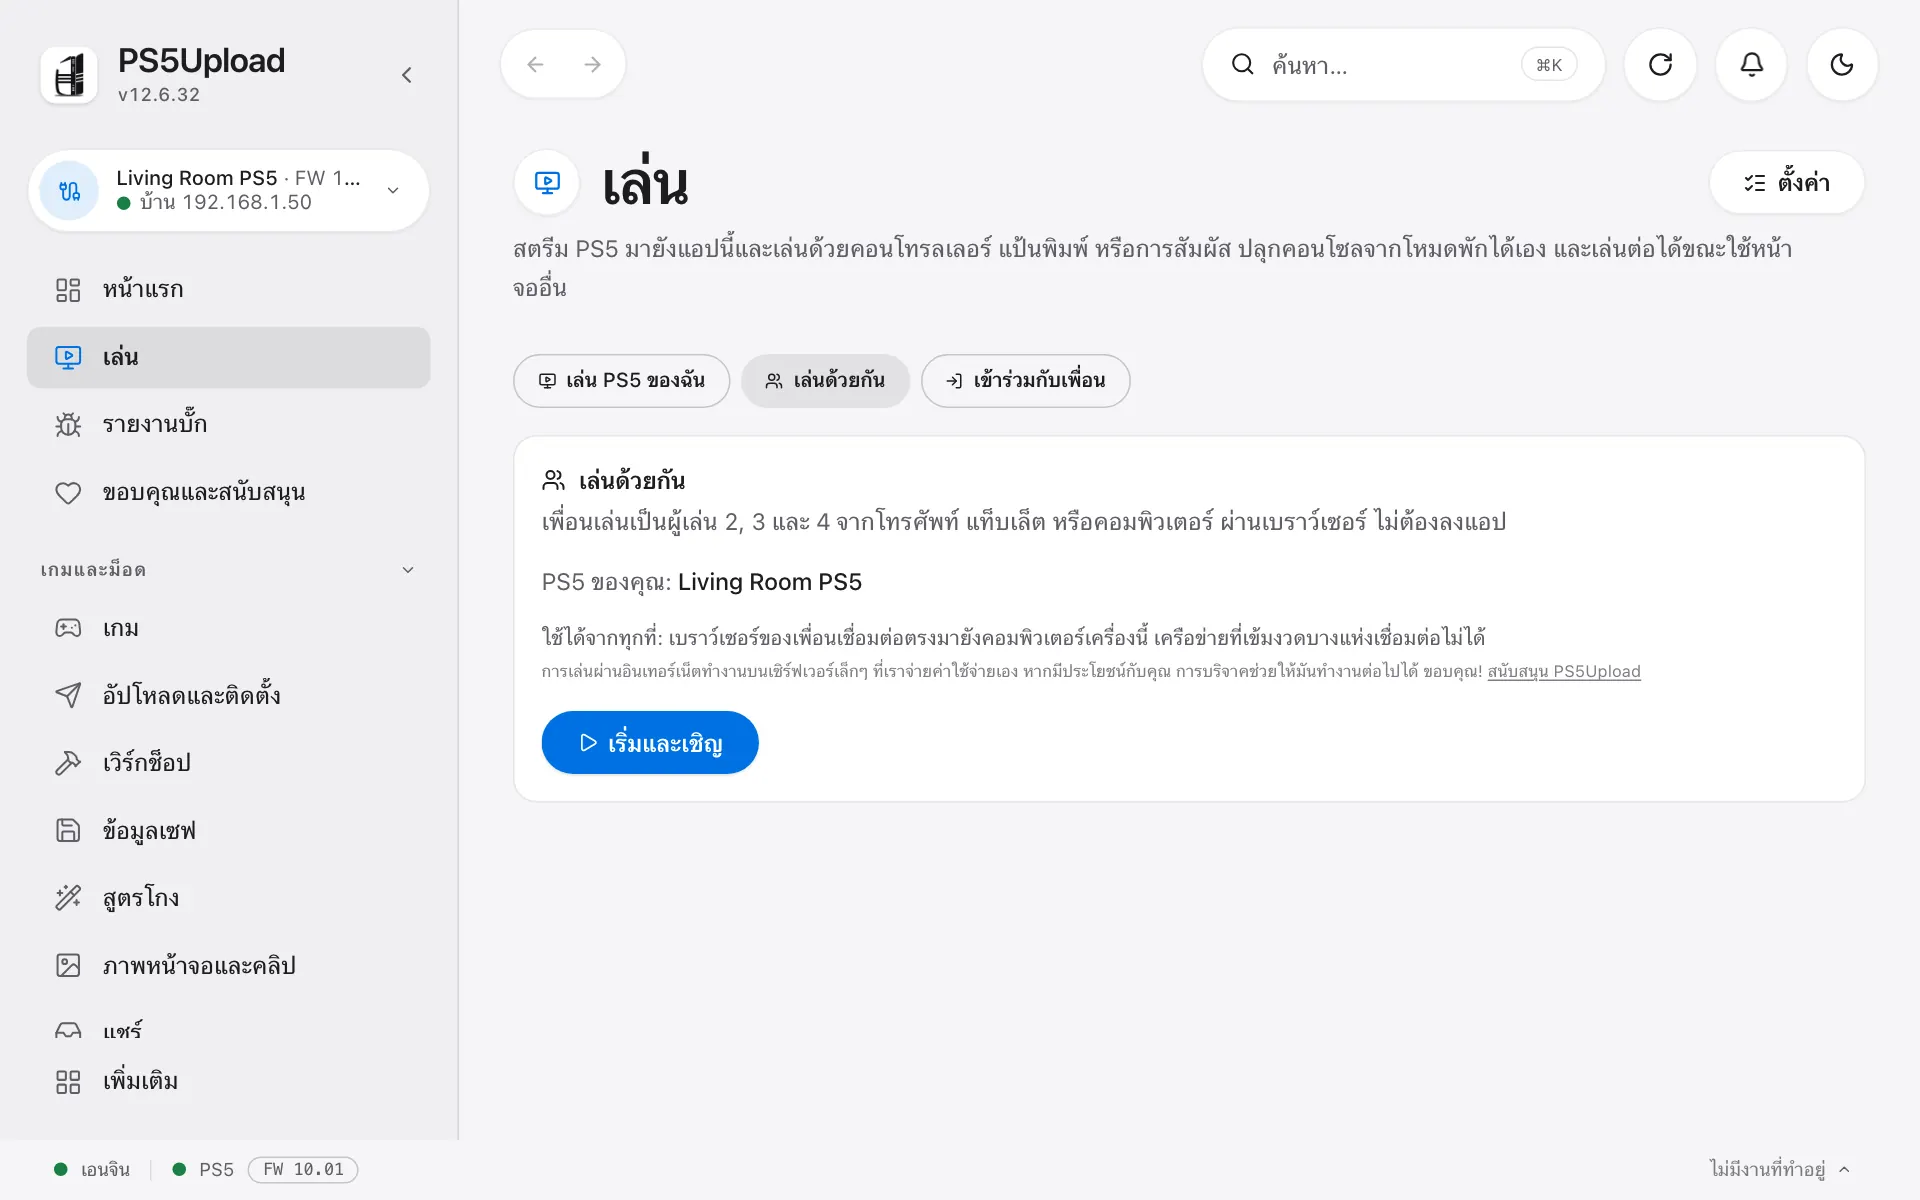 PS5Upload
v12.6.32
Living Room PS5 · FW 1...
บ้าน 192.168.1.50
หน้าแรก
เล่น
รายงานบั๊ก
ขอบคุณและสนับสนุน
เกมและม็อด
เกม
อัปโหลดและติดตั้ง
เวิร์กช็อป
ข้อมูลเซฟ
สูตรโกง
ภาพหน้าจอและคลิป
แชร์
เพิ่มเติม
ค้นหา... ⌘K
เล่น
ตั้งค่า
สตรีม PS5 มายังแอปนี้และเล่นด้วยคอนโทรลเลอร์ แป้นพิมพ์ หรือการสัมผัส ปลุกคอนโซลจากโหมดพักได้เอง และเล่นต่อได้ขณะใช้หน้า
จออื่น
เล่น PS5 ของฉัน เล่นด้วยกัน เข้าร่วมกับเพื่อน
เล่นด้วยกัน
เพื่อนเล่นเป็นผู้เล่น 2, 3 และ 4 จากโทรศัพท์ แท็บเล็ต หรือคอมพิวเตอร์ ผ่านเบราว์เซอร์ ไม่ต้องลงแอป
PS5 ของคุณ: Living Room PS5
ใช้ได้จากทุกที่: เบราว์เซอร์ของเพื่อนเชื่อมต่อตรงมายังคอมพิวเตอร์เครื่องนี้ เครือข่ายที่เข้มงวดบางแห่งเชื่อมต่อไม่ได้
การเล่นผ่านอินเทอร์เน็ตทำงานบนเซิร์ฟเวอร์เล็กๆ ที่เราจ่ายค่าใช้จ่ายเอง หากมีประโยชน์กับคุณ การบริจาคช่วยให้มันทำงานต่อไปได้ ขอบคุณ! สนับสนุน PS5Upload
เริ่มและเชิญ
เอนจิน PS5 FW 10.01
ไม่มีงานที่ทำอยู่